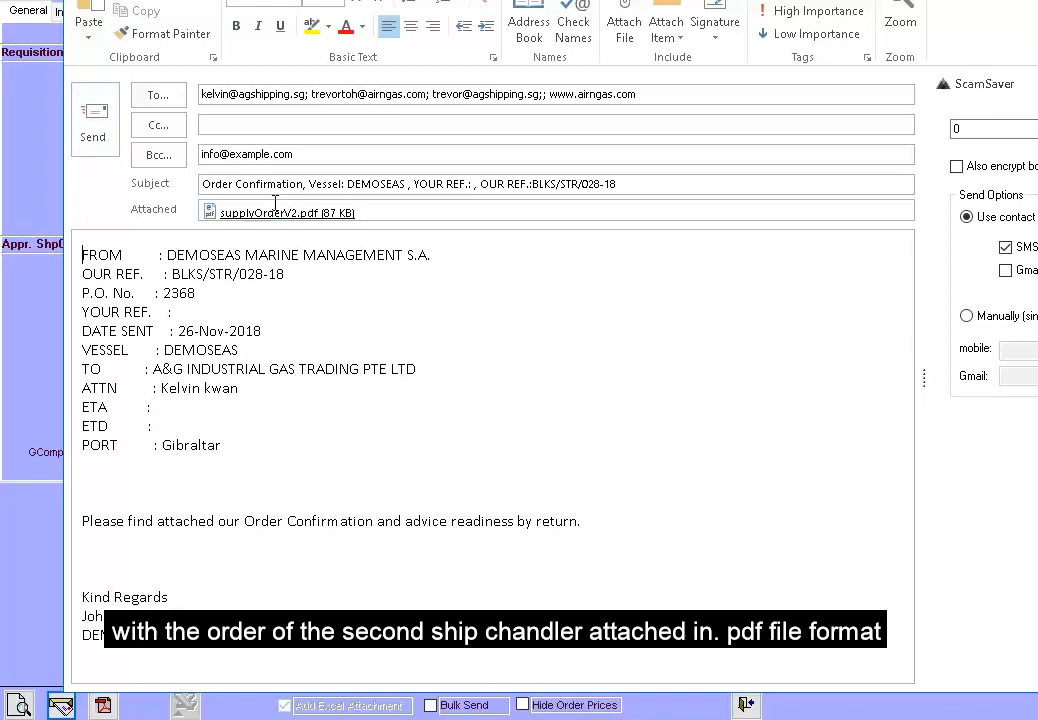 General
Paste
Copy
Format Painter
Clipboard
B I U A
Basic Text
Address Book
Check Names
Names
Attach File
Attach Item
Signature
Include
High Importance
Low Importance
Tags
Zoom
Zoom
Requisition
Send
To... kelvin@agshipping.sg; trevortoh@airngas.com; trevor@agshipping.sg;; www.airngas.com
Cc...
Bcc... info@example.com
Subject Order Confirmation, Vessel: DEMOSEAS , YOUR REF.: , OUR REF.:BLKS/STR/028-18
Attached supplyOrderV2.pdf (87 KB)
ScamSaver
0
Also encrypt
Send Options
Use contact
SMS
Manually
mobile:
Gmail:
FROM : DEMOSEAS MARINE MANAGEMENT S.A.
OUR REF. : BLKS/STR/028-18
P.O. No. : 2368
YOUR REF. :
DATE SENT : 26-Nov-2018
VESSEL : DEMOSEAS
TO : A&G INDUSTRIAL GAS TRADING PTE LTD
ATTN : Kelvin kwan
ETA :
ETD :
PORT : Gibraltar
Please find attached our Order Confirmation and advice readiness by return.
Kind Regards
with the order of the second ship chandler attached in. pdf file format
Appr.
GComp
Add Excel Attachment
Bulk Send
Hide Order Prices